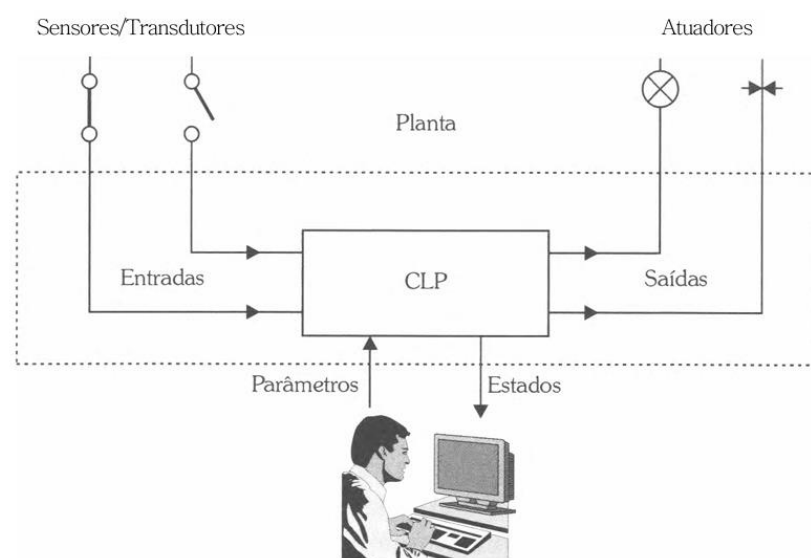 Sensores/Transdutores
Atuadores
Planta
Entradas
CLP
Saídas
Parâmetros
Estados